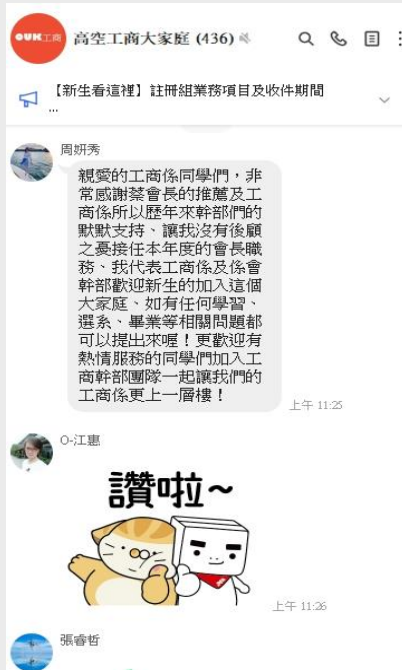 OUK工商
高空工商大家庭 (436)
【新生看這裡】註冊組業務項目及收件期間
...
周妍秀
親愛的工商係同學們，非
常感謝蔡會長的推薦及工
商係所以歷年來幹部們的
默默支持、讓我沒有後顧
之憂接任本年度的會長職
務、我代表工商係及係會
幹部歡迎新生的加入這個
大家庭、如有任何學習、
選系、畢業等相關問題都
可以提出來喔！更歡迎有
熱情服務的同學們加入工
商幹部團隊一起讓我們的
工商係更上一層樓！
上午 11:25
O-江惠
讚啦~
上午 11:26
張睿哲